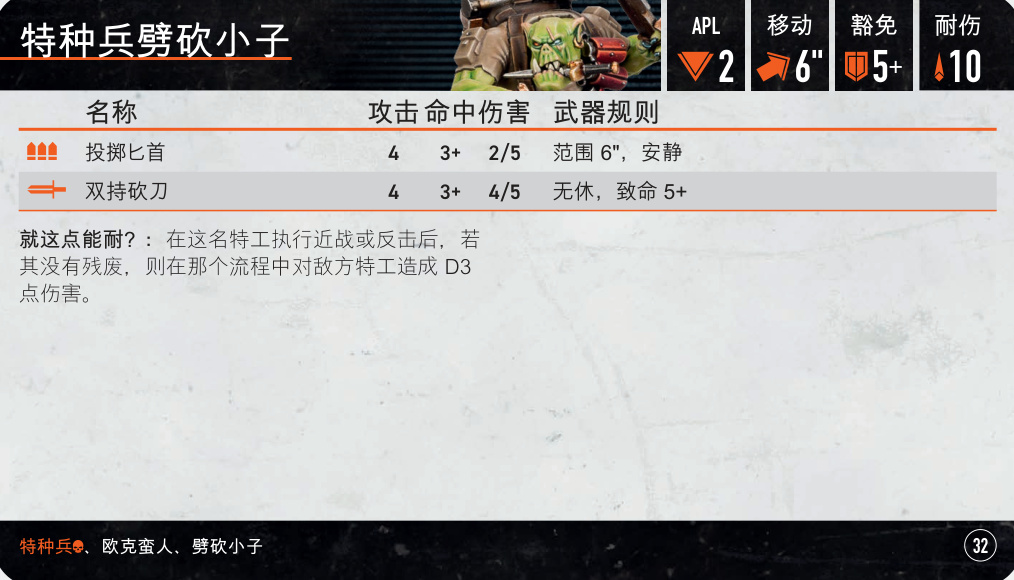 特种兵劈砍小子
APL 移动 豁免 耐伤
2 6" 5+ 10
名称 攻击 命中 伤害 武器规则
投掷匕首 4 3+ 2/5 范围 6"，安静
双持砍刀 4 3+ 4/5 无休，致命 5+
就这点能耐？：在这名特工执行近战或反击后，若
其没有残废，则在那个流程中对敌方特工造成 D3
点伤害。
特种兵、欧克蛮人、劈砍小子
32